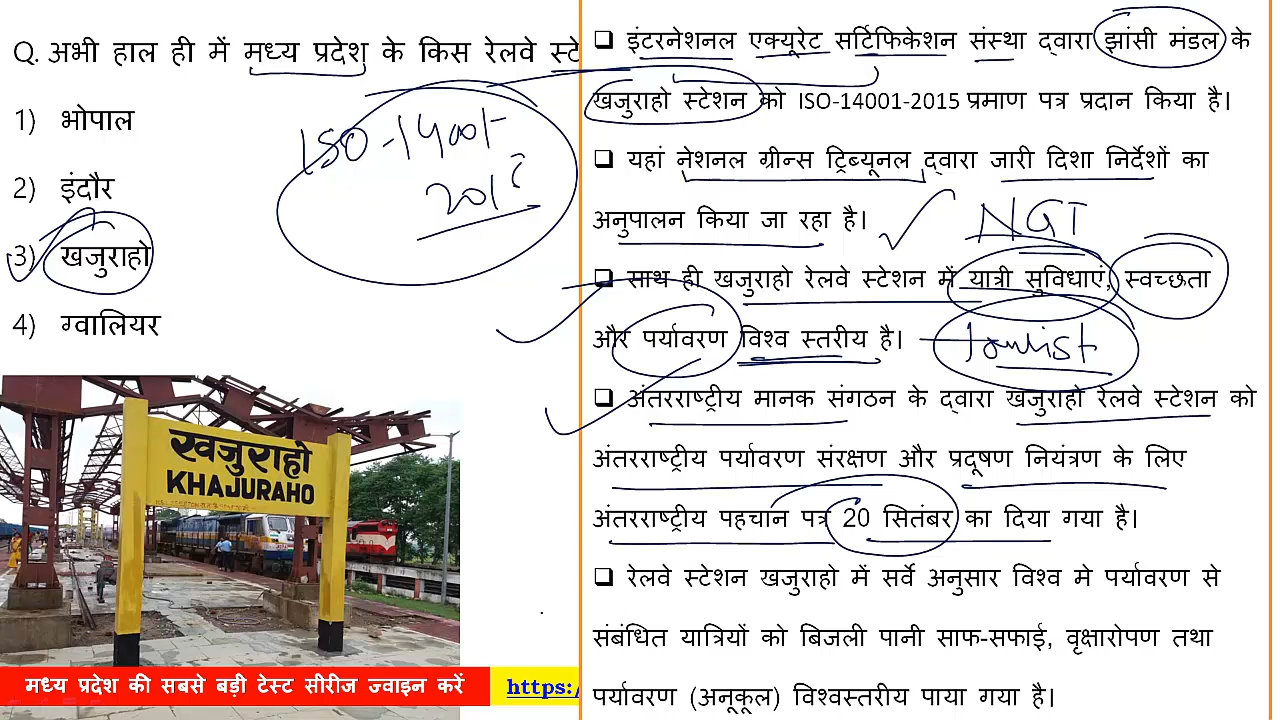 Q. अभी हाल ही में मध्य प्रदेश के किस रेलवे
1) भोपाल
2) इंदौर
3) खजुराहो
4) ग्वालियर
ISO-14001-
201?
खजुराहो
KHAJURAHO
मध्य प्रदेश की सबसे बड़ी टेस्ट सीरीज ज्वाइन करें
https:/
❑ इंटरनेशनल एक्यूरेट सर्टिफिकेशन संस्था द्वारा झांसी मंडल के
खजुराहो स्टेशन को ISO-14001-2015 प्रमाण पत्र प्रदान किया है।
❑ यहां नेशनल ग्रीन्स ट्रिब्यूनल द्वारा जारी दिशा निर्देशों का
अनुपालन किया जा रहा है।
NGT
❑ साथ ही खजुराहो रेलवे स्टेशन में यात्री सुविधाएं, स्वच्छता
और पर्यावरण विश्व स्तरीय है।
tourist
❑ अंतरराष्ट्रीय मानक संगठन के द्वारा खजुराहो रेलवे स्टेशन को
अंतरराष्ट्रीय पर्यावरण संरक्षण और प्रदूषण नियंत्रण के लिए
अंतरराष्ट्रीय पहचान पत्र 20 सितंबर का दिया गया है।
❑ रेलवे स्टेशन खजुराहो में सर्वे अनुसार विश्व मे पर्यावरण से
संबंधित यात्रियों को बिजली पानी साफ-सफाई, वृक्षारोपण तथा
पर्यावरण (अनुकूल) विश्वस्तरीय पाया गया है।